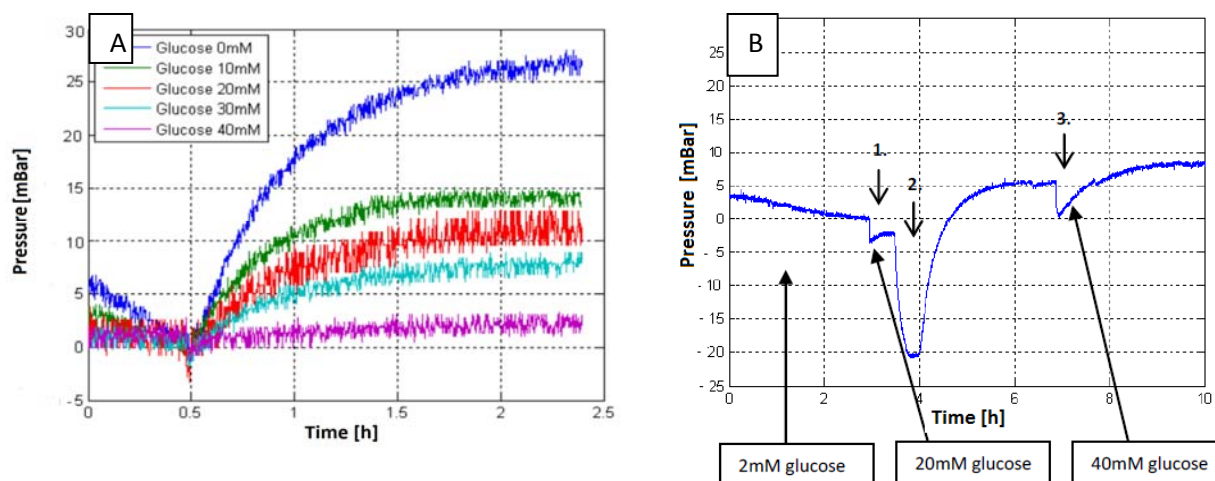 A
Glucose 0mM
Glucose 10mM
Glucose 20mM
Glucose 30mM
Glucose 40mM
30
25
20
15
10
5
0
-5
0
0.5
1
1.5
2
2.5
Pressure [mBar]
Time [h]
B
25
20
15
10
5
0
- 5
- 10
- 15
- 20
- 25
0
2
4
6
8
10
Pressure [mBar]
Time [h]
1.
2.
3.
2mM glucose
20mM glucose
40mM glucose